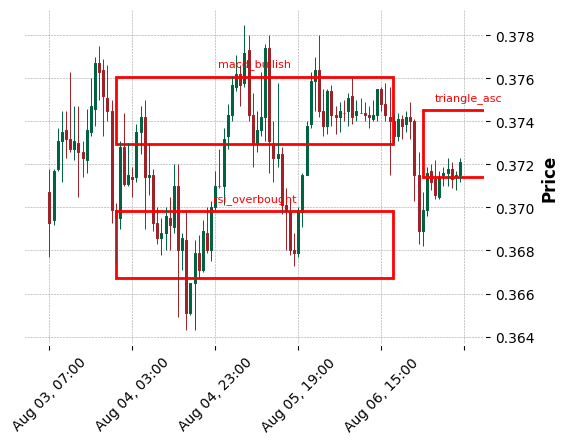 0.378
macd_bullish
0.376
triangle_asc
0.374
0.372
rsi_overbought
0.370
0.368
0.366
0.364
Price
Aug 03, 07:00
Aug 04, 03:00
Aug 04, 23:00
Aug 05, 19:00
Aug 06, 15:00